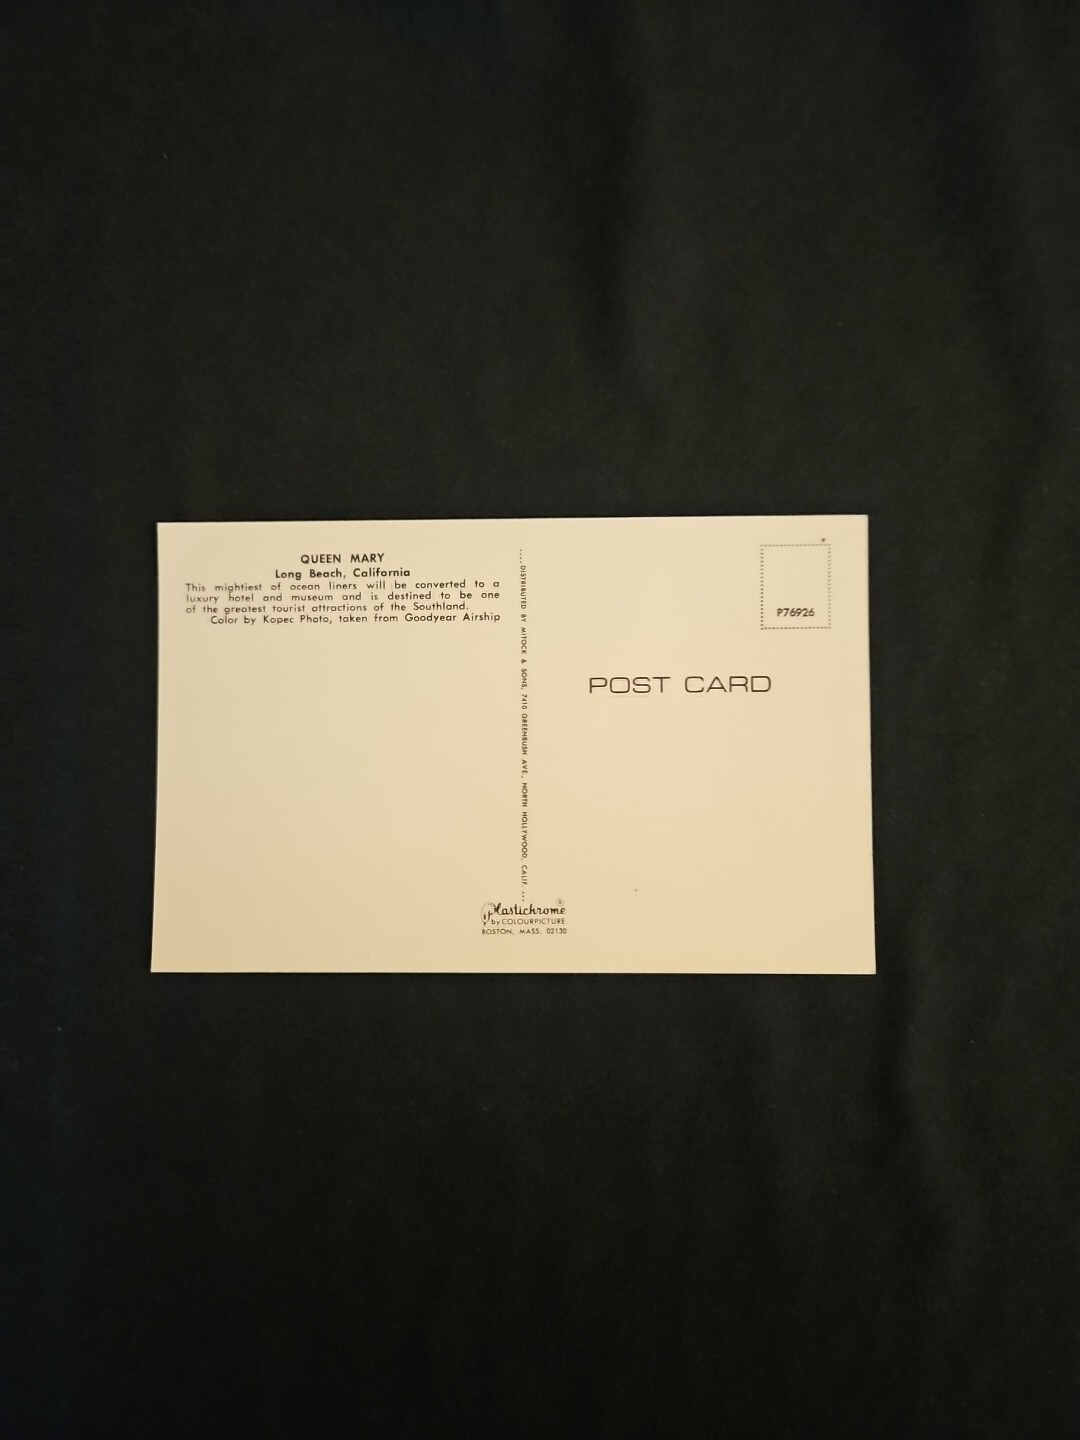 QUEEN MARY
Long Beach, California
This mightiest of ocean liners will be converted to a
luxury hotel and museum and is destined to be one
of the greatest tourist attractions of the Southland.
Color by Kopec Photo, taken from Goodyear Airship
....DISTRIBUTED BY MITOCK & SONS, 7410 GREENBUSH AVE., NORTH HOLLYWOOD, CALIF. ...
Plastichrome®
by COLOURPICTURE
BOSTON, MASS. 02130
P76926
POST CARD